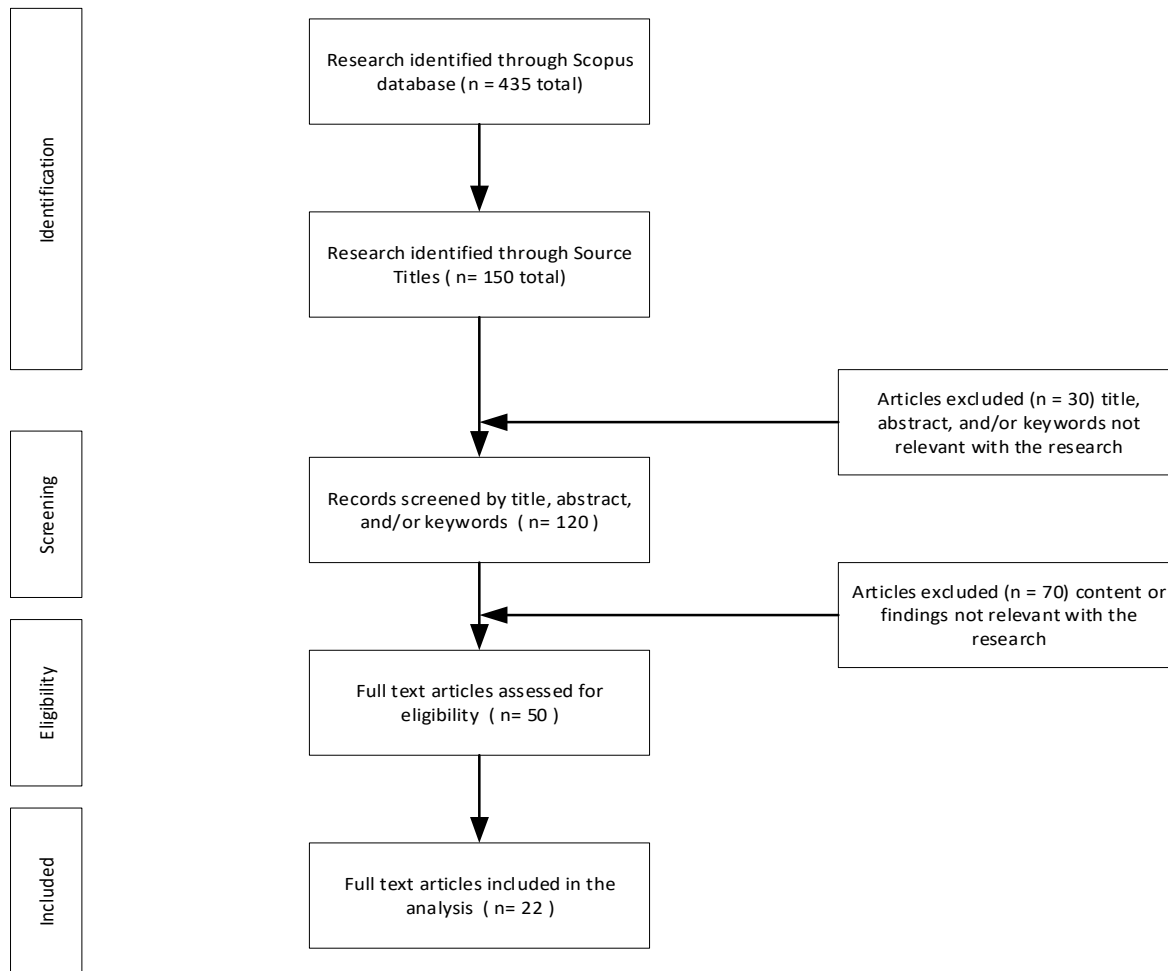 Identification
Research identified through Scopus
database (n = 435 total)
Research identified through Source
Titles ( n= 150 total)
Articles excluded (n = 30) title,
abstract, and/or keywords not
relevant with the research
Screening
Records screened by title, abstract,
and/or keywords  ( n= 120 )
Articles excluded (n = 70) content or
findings not relevant with the
research
Eligibility
Full text articles assessed for
eligibility  ( n= 50 )
Included
Full text articles included in the
analysis  ( n= 22 )